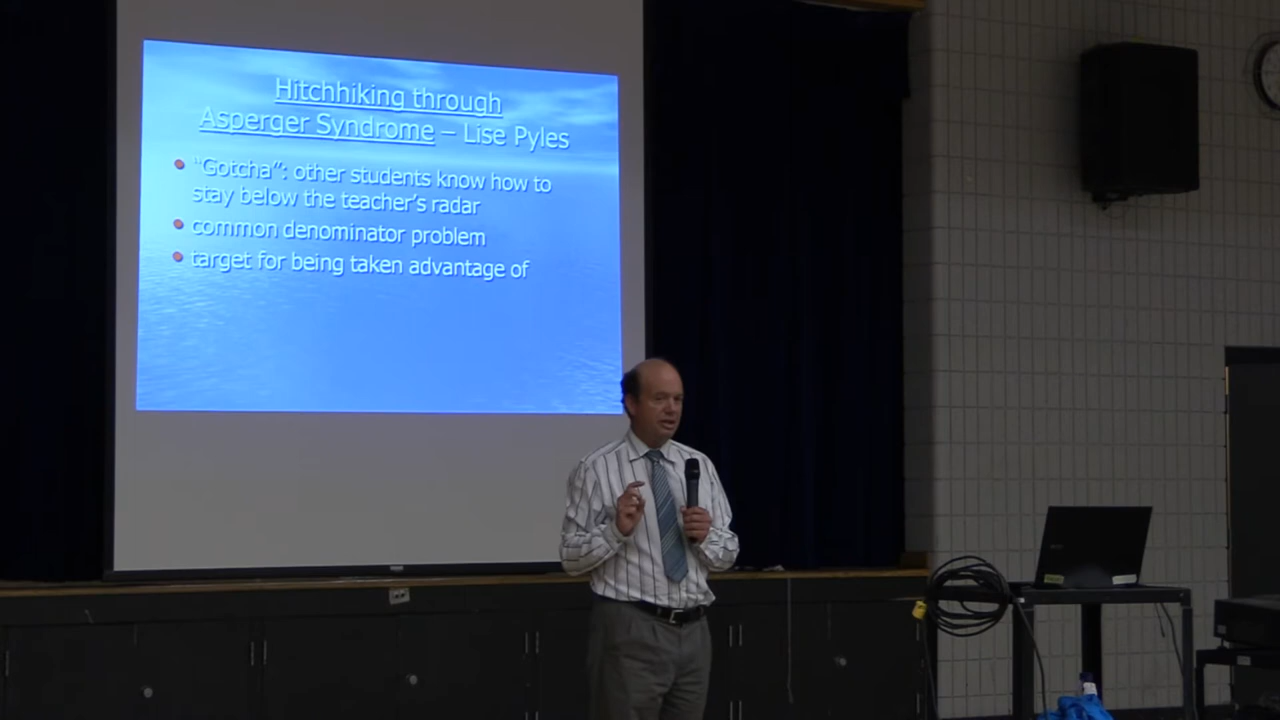 Hitchhiking through
Asperger Syndrome – Lise Pyles
• "Gotcha": other students know how to
stay below the teacher's radar
• common denominator problem
• target for being taken advantage of